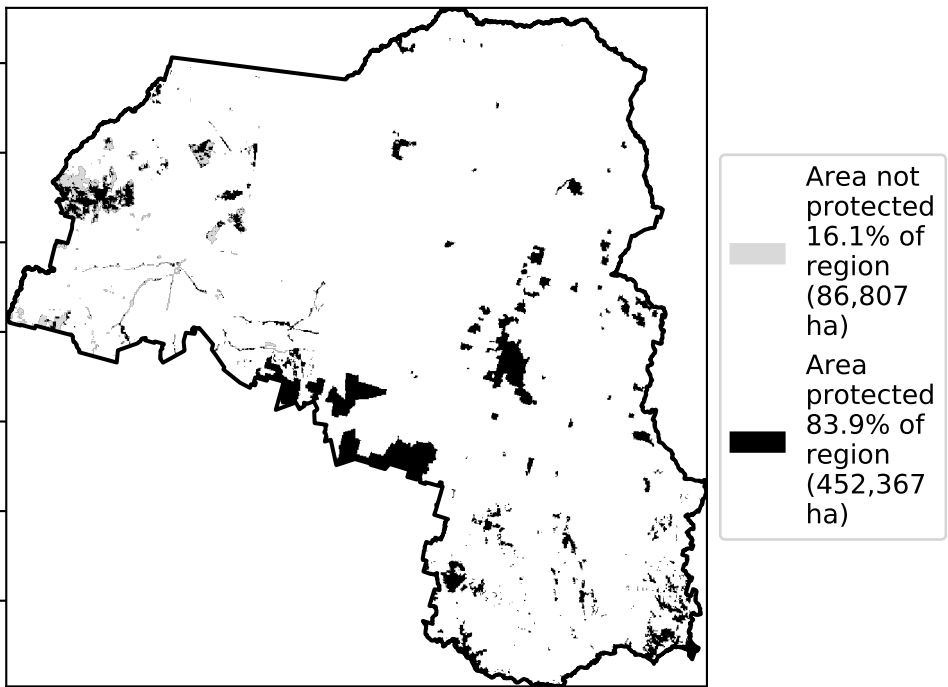 Area not
protected
16.1% of
region
(86,807
ha)
Area
protected
83.9% of
region
(452,367
ha)